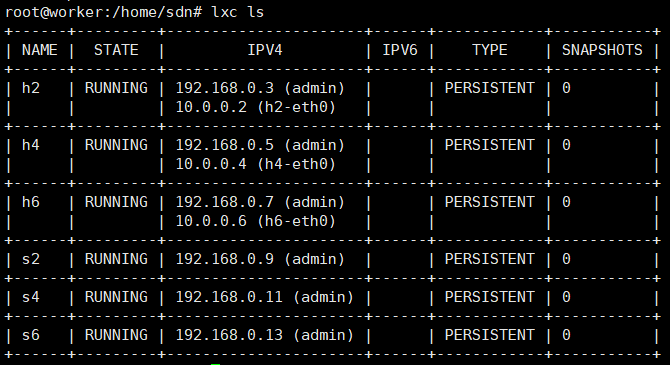 root@worker:/home/sdn# lxc ls
+------+---------+----------------------+------+------------+-----------+
| NAME | STATE | IPV4 | IPV6 | TYPE | SNAPSHOTS |
+------+---------+----------------------+------+------------+-----------+
| h2 | RUNNING | 192.168.0.3 (admin) | | PERSISTENT | 0 |
| | | 10.0.0.2 (h2-eth0) | | | |
+------+---------+----------------------+------+------------+-----------+
| h4 | RUNNING | 192.168.0.5 (admin) | | PERSISTENT | 0 |
| | | 10.0.0.4 (h4-eth0) | | | |
+------+---------+----------------------+------+------------+-----------+
| h6 | RUNNING | 192.168.0.7 (admin) | | PERSISTENT | 0 |
| | | 10.0.0.6 (h6-eth0) | | | |
+------+---------+----------------------+------+------------+-----------+
| s2 | RUNNING | 192.168.0.9 (admin) | | PERSISTENT | 0 |
+------+---------+----------------------+------+------------+-----------+
| s4 | RUNNING | 192.168.0.11 (admin) | | PERSISTENT | 0 |
+------+---------+----------------------+------+------------+-----------+
| s6 | RUNNING | 192.168.0.13 (admin) | | PERSISTENT | 0 |
+------+---------+----------------------+------+------------+-----------+